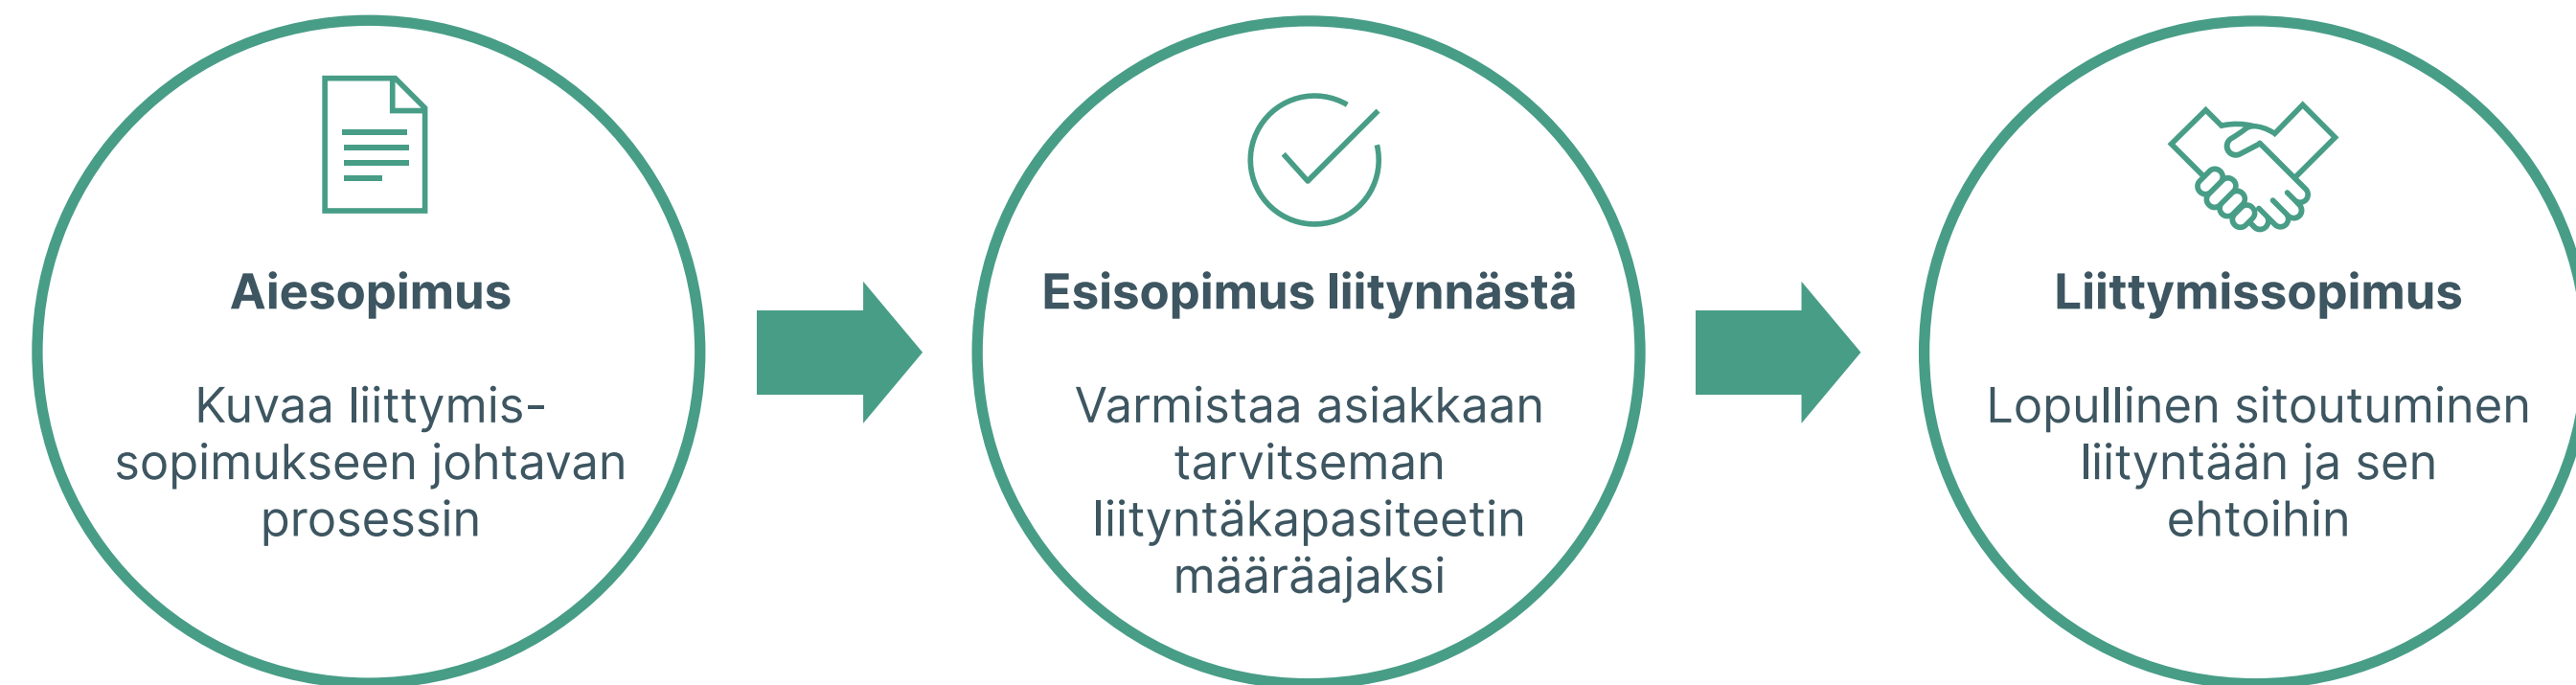 Aiesopimus
Kuvaa liittymis-
sopimukseen johtavan
prosessin
Esisopimus liitynnästä
Varmistaa asiakkaan
tarvitseman
liityntäkapasiteetin
määräajaksi
Liittymissopimus
Lopullinen sitoutuminen
liityntään ja sen
ehtoihin